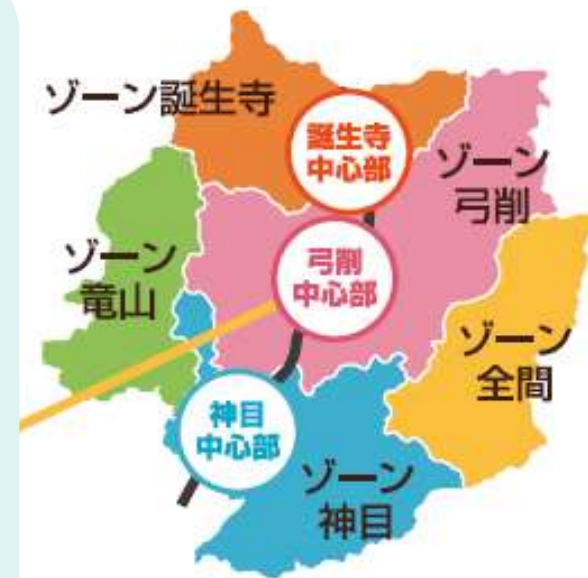 ゾーン誕生寺
誕生寺
中心部
ゾーン
弓削
ゾーン
竜山
弓削
中心部
ゾーン
全間
神目
中心部
ゾーン
神目